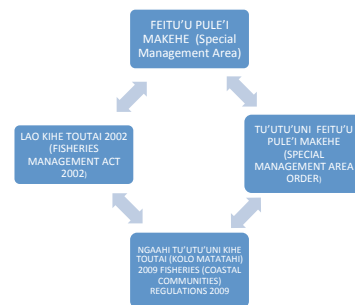 FEITU'U PULE'I
MAKEHE (Special
Management Area)
LAO KIHE TOUTAI 2002
(FISHERIES
MANAGEMENT ACT
2002)
TU'UTU'UNI FEITU'U
PULE'I MAKEHE
(SPECIAL
MANAGEMENT AREA
ORDER)
NGAAHI TU'UTU'UNI KIHE
TOUTAI (KOLO MATATAHI)
2009 FISHERIES (COASTAL
COMMUNITIES)
REGULATIONS 2009